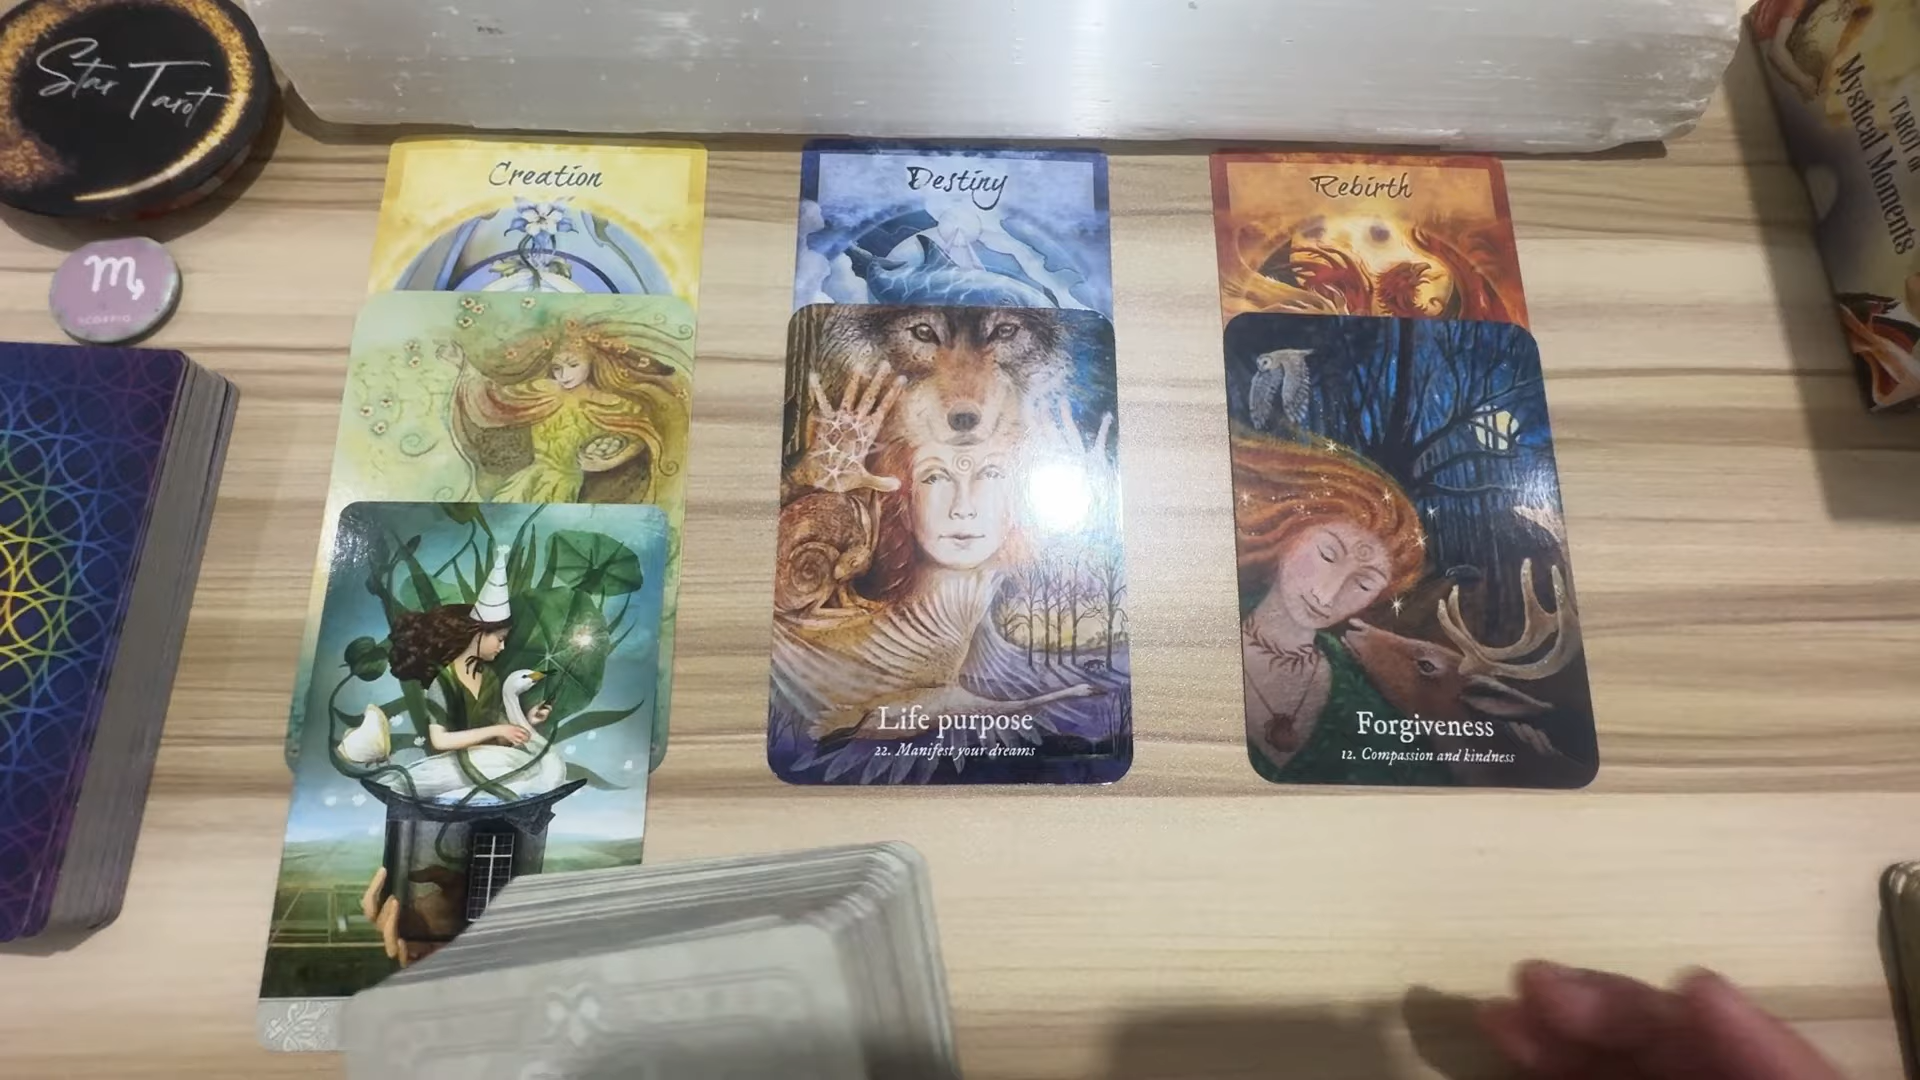 Star Tarot
SCORPIO
Creation
Destiny
Rebirth
TAROT OF
Mystical Moments
Life purpose
22. Manifest your dreams
Forgiveness
12. Compassion and kindness